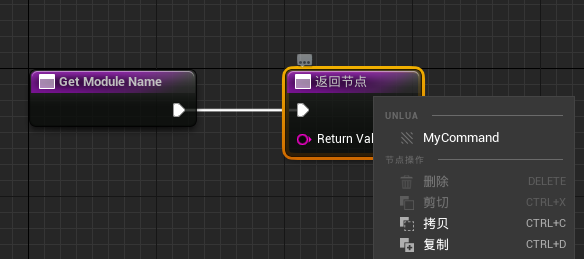 Get Module Name
返回节点
Return Val
UNLUA
MyCommand
节点操作
删除 DELETE
剪切 CTRL+X
拷贝 CTRL+C
复制 CTRL+D